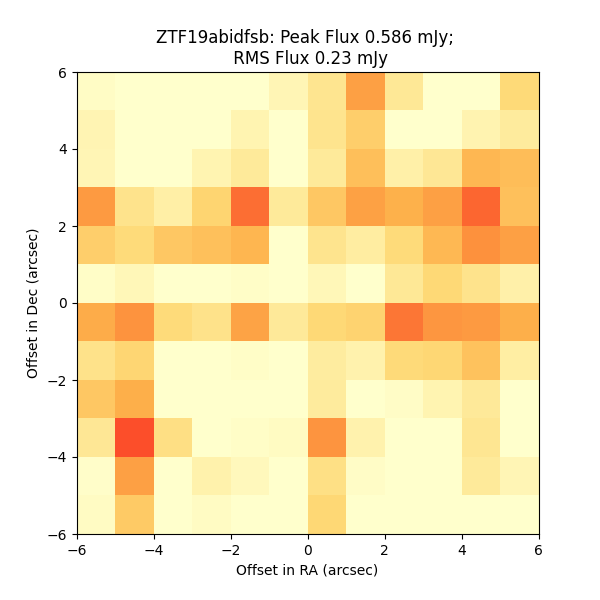 ZTF19abidfsb: Peak Flux 0.586 mJy;
RMS Flux 0.23 mJy
6
4
2
0
−2
−4
−6
Offset in Dec (arcsec)
−6 −4 −2 0 2 4 6
Offset in RA (arcsec)